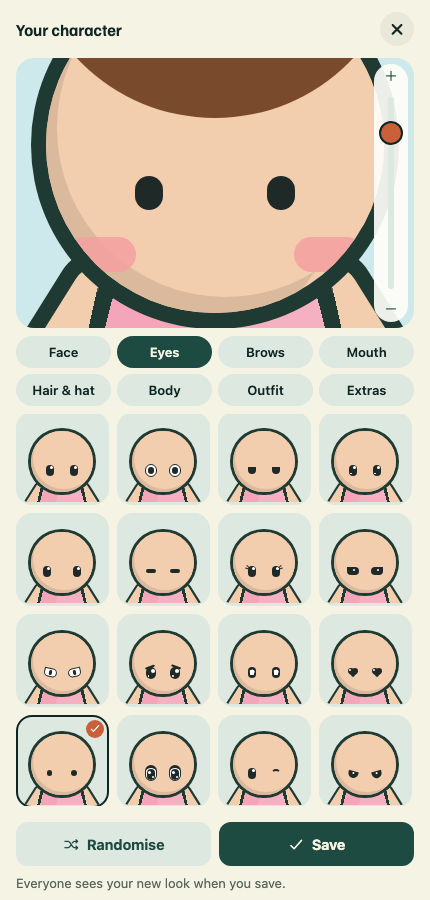 Your character
Face
Eyes
Brows
Mouth
Hair & hat
Body
Outfit
Extras
Randomise
Save
Everyone sees your new look when you save.